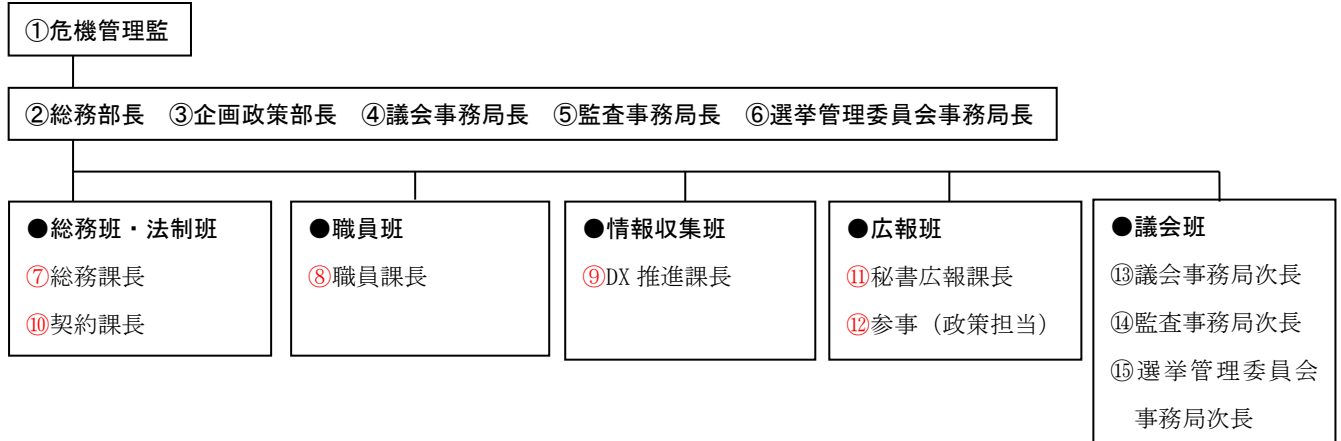 ①危機管理監
②総務部長 ③企画政策部長 ④議会事務局長 ⑤監査事務局長 ⑥選挙管理委員会事務局長
●総務班・法制班
⑦総務課長
⑩契約課長
●職員班
⑧職員課長
●情報収集班
⑨DX 推進課長
●広報班
⑪秘書広報課長
⑫参事（政策担当）
●議会班
⑬議会事務局次長
⑭監査事務局次長
⑮選挙管理委員会
事務局次長